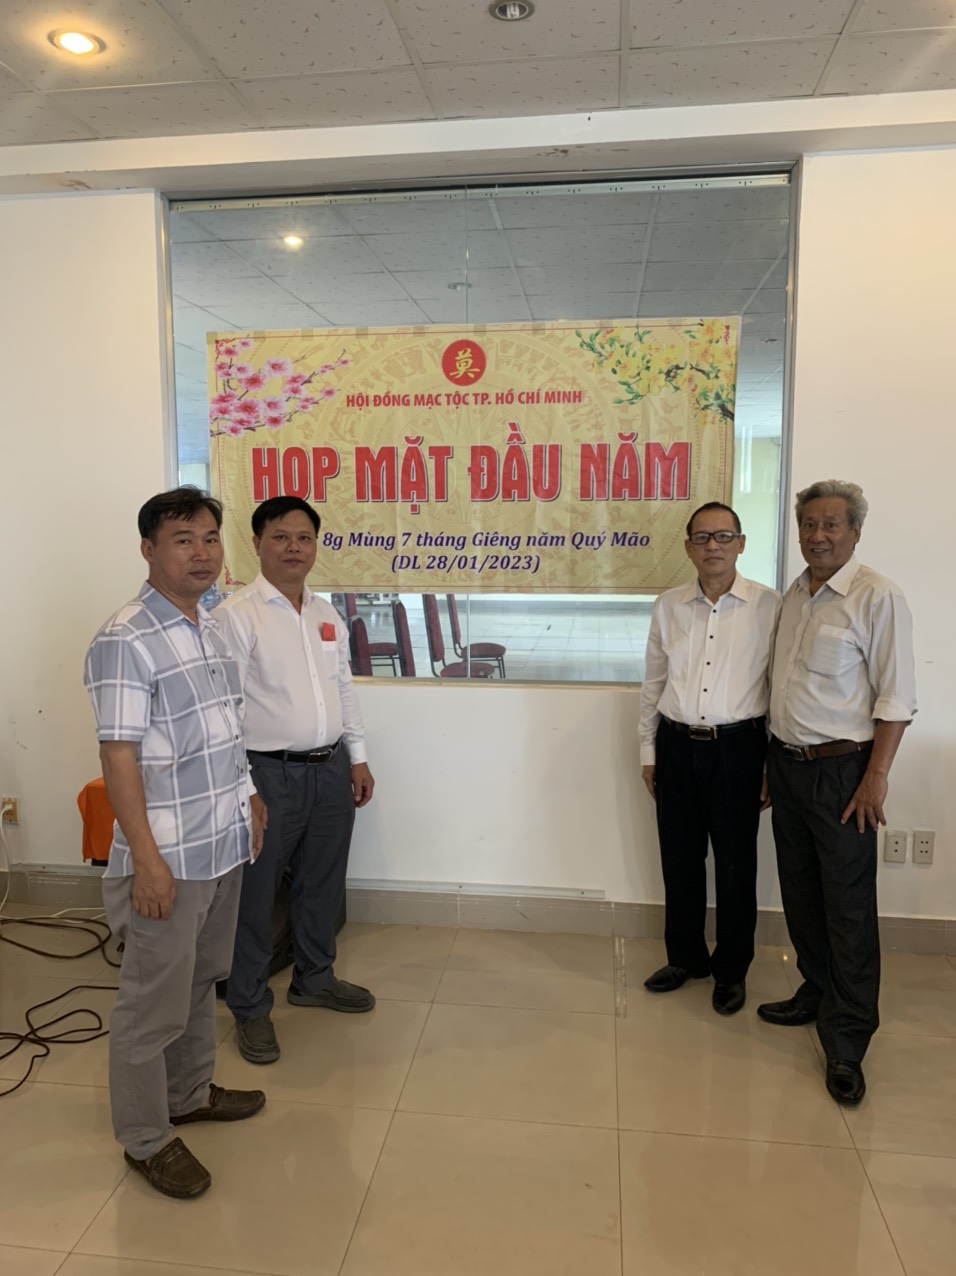 莫
HỘI ĐỒNG MẠC TỘC TP. HỒ CHÍ MINH
HỌP MẶT ĐẦU NĂM
8g Mùng 7 tháng Giêng năm Quý Mão
(DL 28/01/2023)